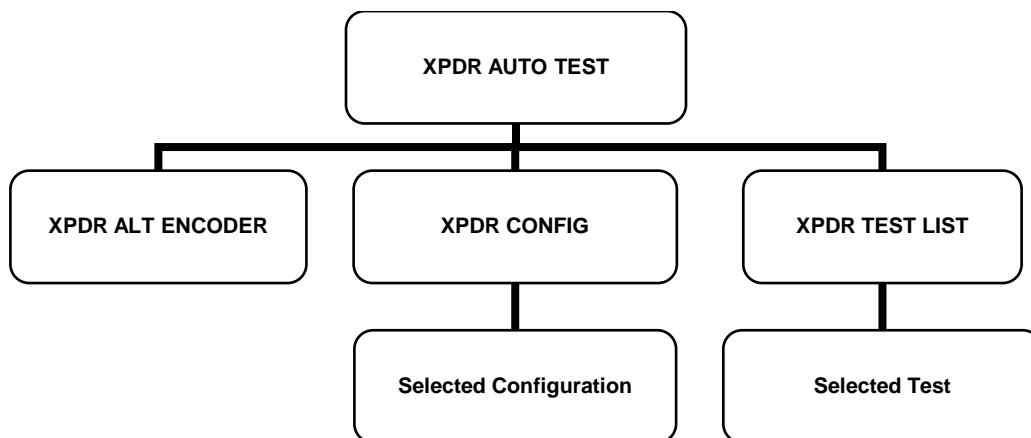 XPDR AUTO TEST
XPDR ALT ENCODER
XPDR CONFIG
XPDR TEST LIST
Selected Configuration
Selected Test